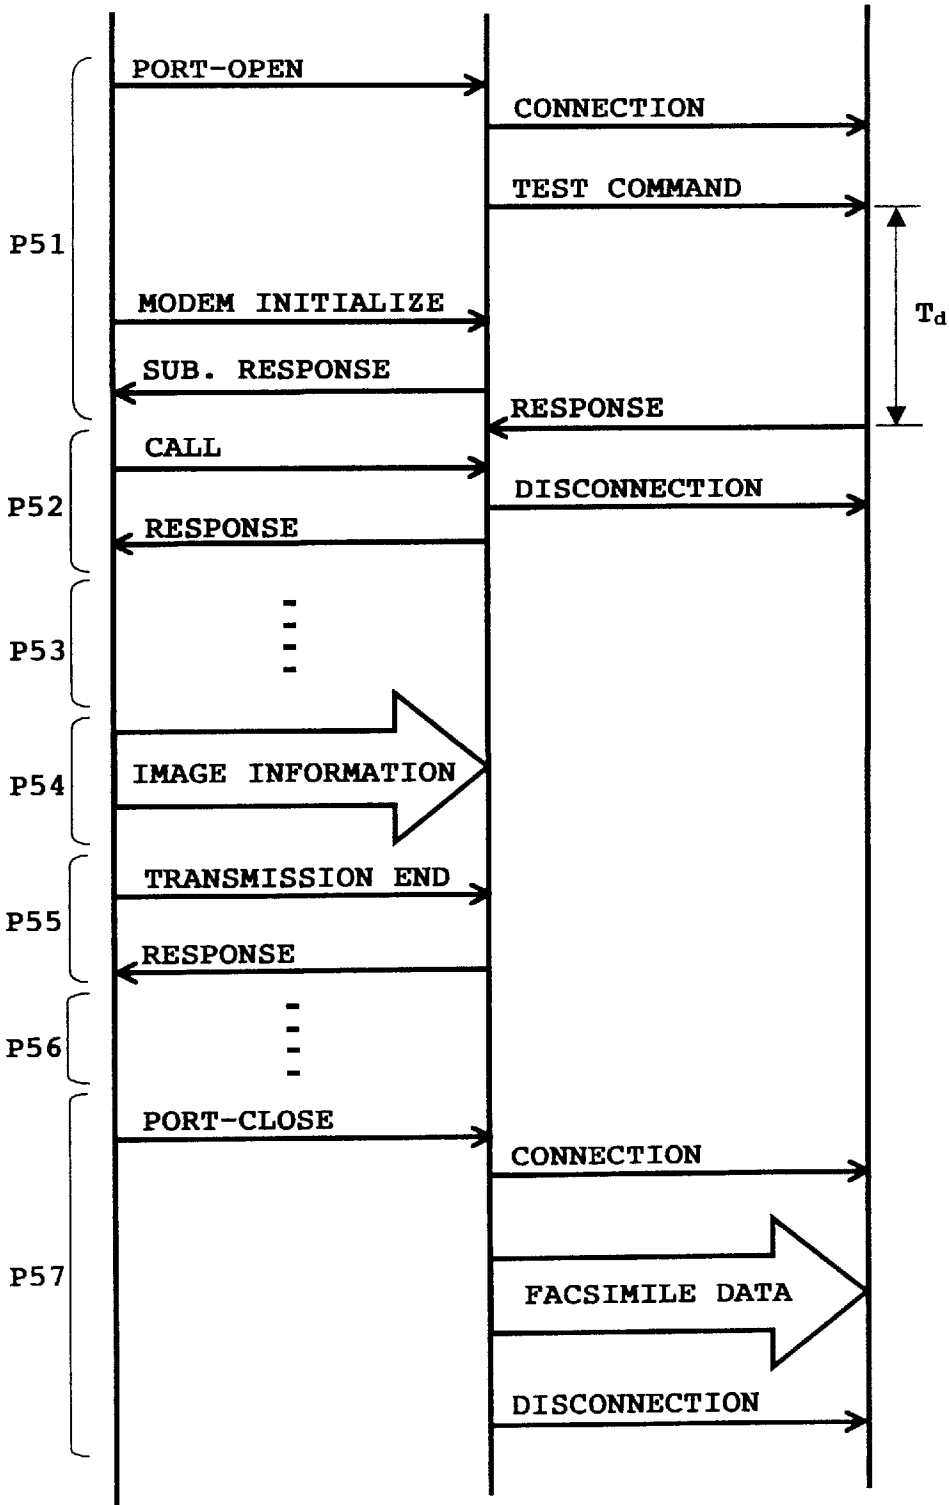 PORT-OPEN
CONNECTION
TEST COMMAND
P51
MODEM INITIALIZE
Td
SUB. RESPONSE
RESPONSE
CALL
DISCONNECTION
P52
RESPONSE
P53
IMAGE INFORMATION
P54
TRANSMISSION END
P55
RESPONSE
P56
PORT-CLOSE
CONNECTION
P57
FACSIMILE DATA
DISCONNECTION